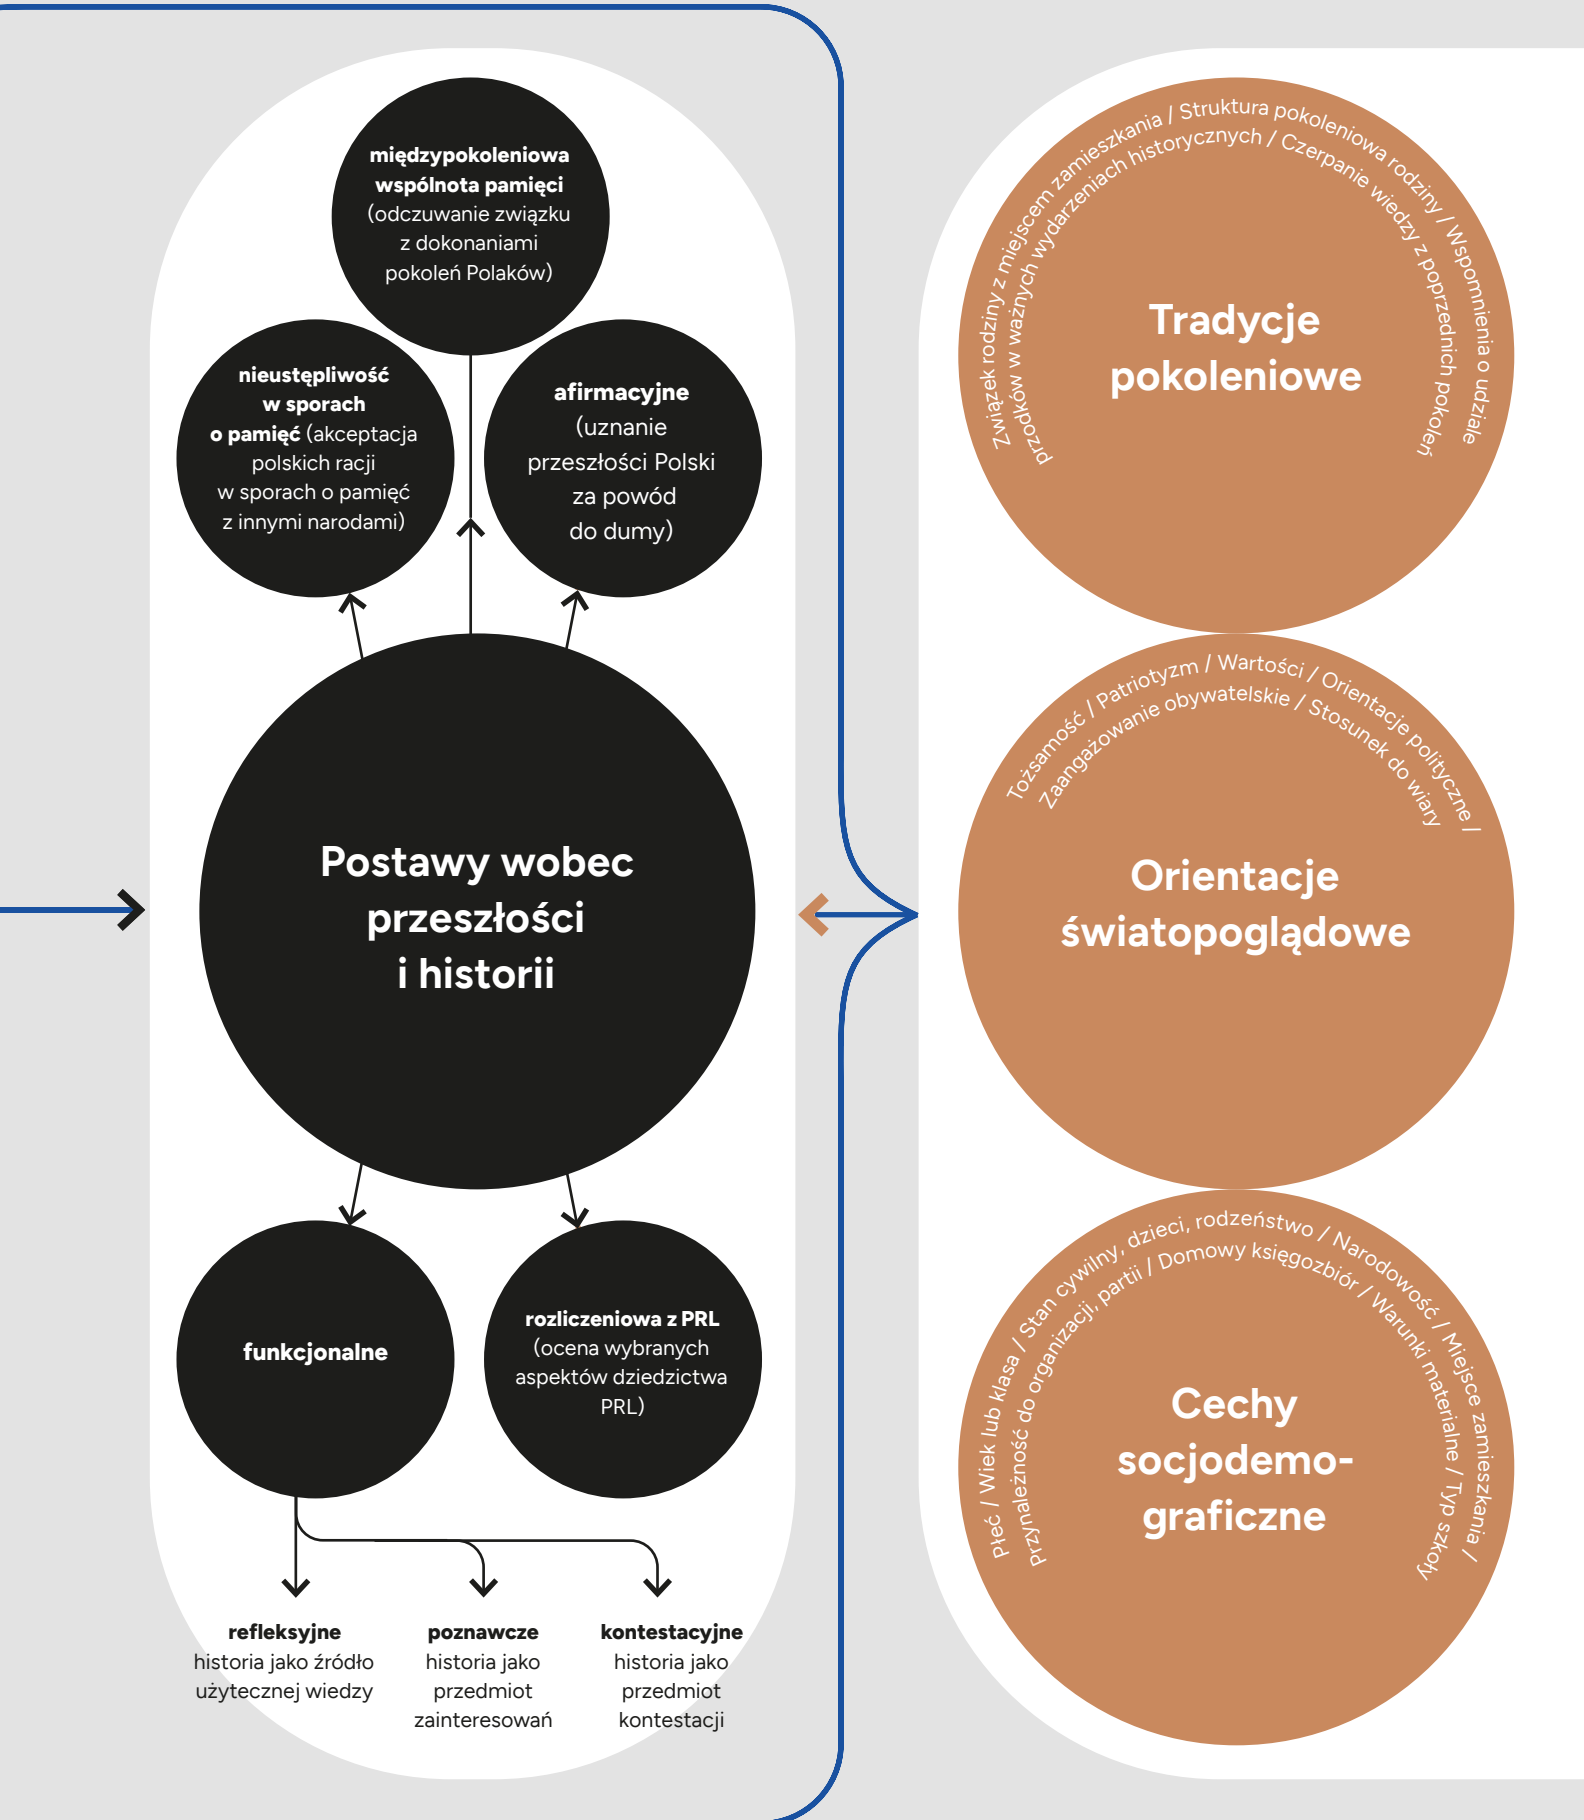 międzypokoleniowa
wspólnota pamięci
(odczuwanie związku
z dokonaniami
pokoleń Polaków)
nieustępliwość
w sporach
o pamięć (akceptacja
polskich racji
w sporach o pamięć
z innymi narodami)
afirmacyjne
(uznanie
przeszłości Polski
za powód
do dumy)
Postawy wobec
przeszłości
i historii
funkcjonalne
rozliczeniowa z PRL
(ocena wybranych
aspektów dziedzictwa
PRL)
refleksyjne
historia jako źródło
użytecznej wiedzy
poznawcze
historia jako
przedmiot
zainteresowań
kontestacyjne
historia jako
przedmiot
kontestacji
Związek rodziny z miejscem zamieszkania / Struktura pokoleniowa rodziny / Wspomnienia o udziale
przodków w ważnych wydarzeniach historycznych / Czerpanie wiedzy z poprzednich pokoleń
Tradycje
pokoleniowe
Tożsamość / Patriotyzm / Wartości / Orientacje polityczne /
Zaangażowanie obywatelskie / Stosunek do wiary
Orientacje
światopoglądowe
Płeć / Wiek lub klasa / Stan cywilny, dzieci, rodzeństwo / Narodowość / Miejsce zamieszkania /
Przynależność do organizacji, partii / Domowy księgozbiór / Warunki materialne / Typ szkoły
Cechy
socjodemo-
graficzne